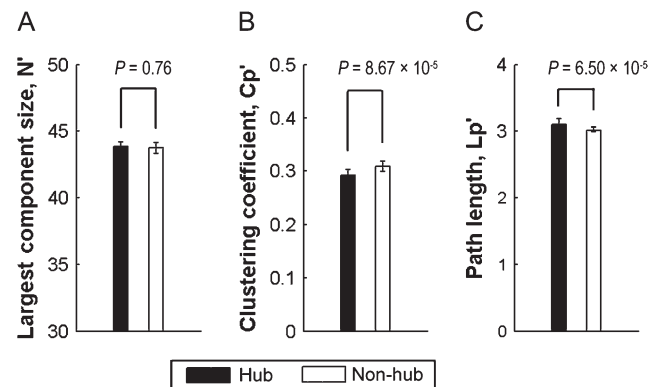 A
Largest component size, N'
50
45
40
35
30
P = 0.76
B
Clustering coefficient, Cp'
0.5
0.4
0.3
0.2
0.1
0
P = 8.67 × 10⁻⁵
C
Path length, Lp'
4
3
2
1
0
P = 6.50 × 10⁻⁵
Hub
Non-hub